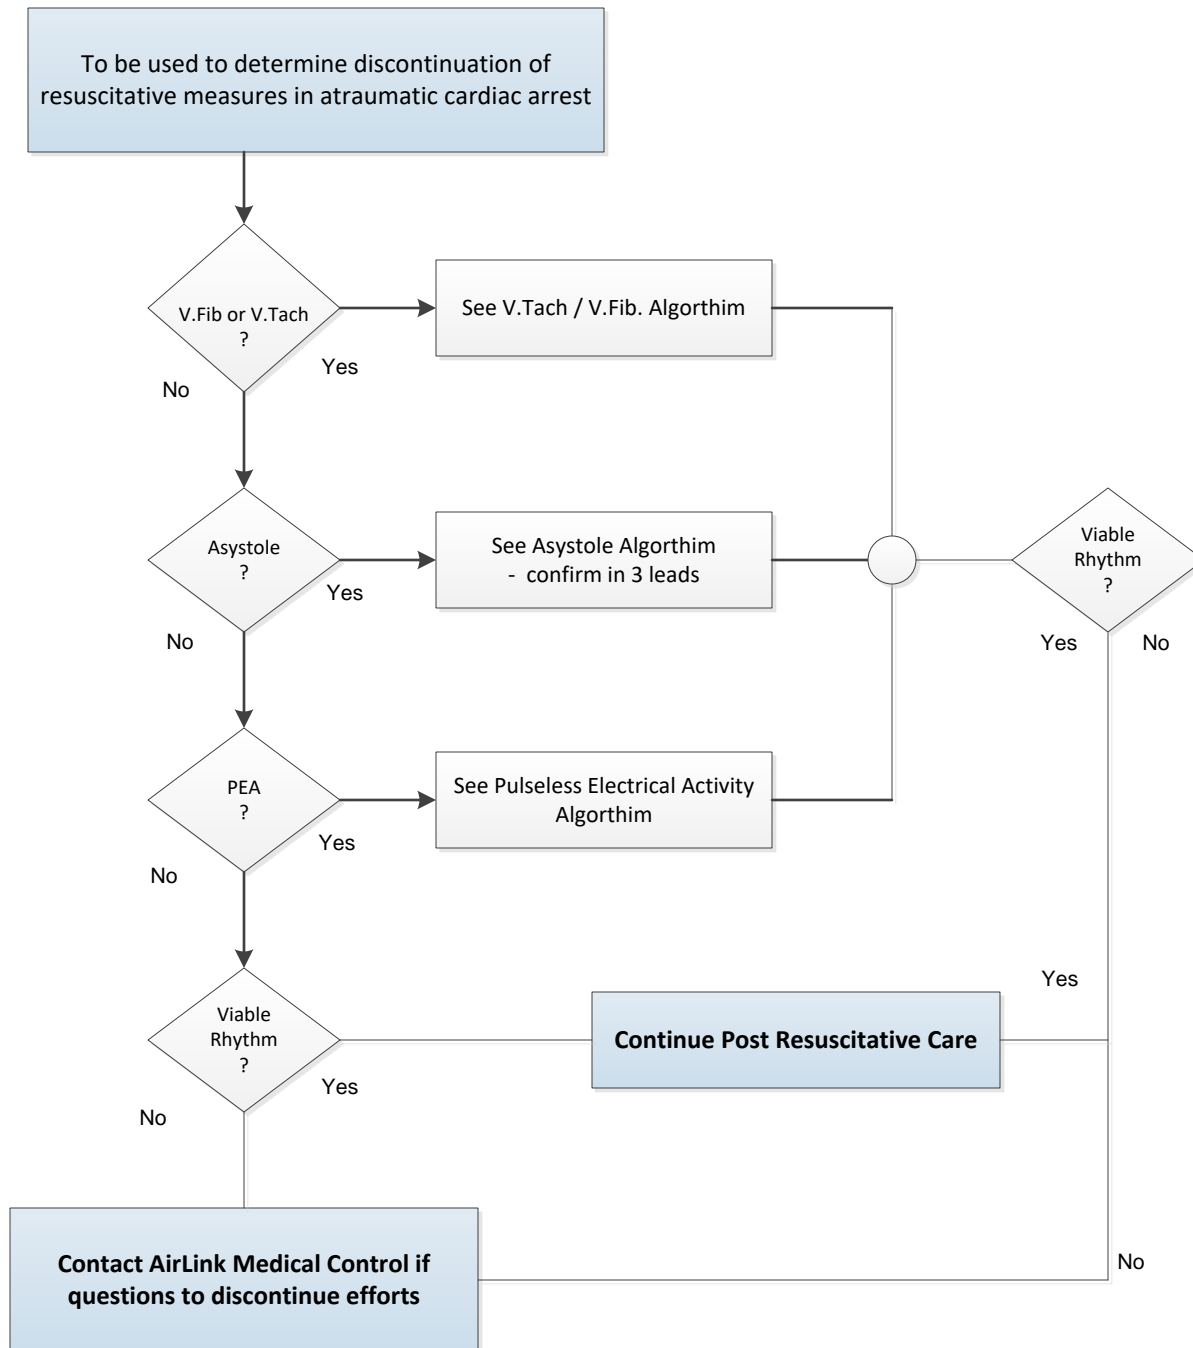 To be used to determine discontinuation of
resuscitative measures in atraumatic cardiac arrest
V.Fib or V.Tach
?
Yes
No
See V.Tach / V.Fib. Algorthim
Asystole
?
Yes
No
See Asystole Algorthim
- confirm in 3 leads
Viable
Rhythm
?
Yes
No
PEA
?
Yes
No
See Pulseless Electrical Activity
Algorthim
Viable
Rhythm
?
Yes
No
Continue Post Resuscitative Care
Yes
Contact AirLink Medical Control if
questions to discontinue efforts
No